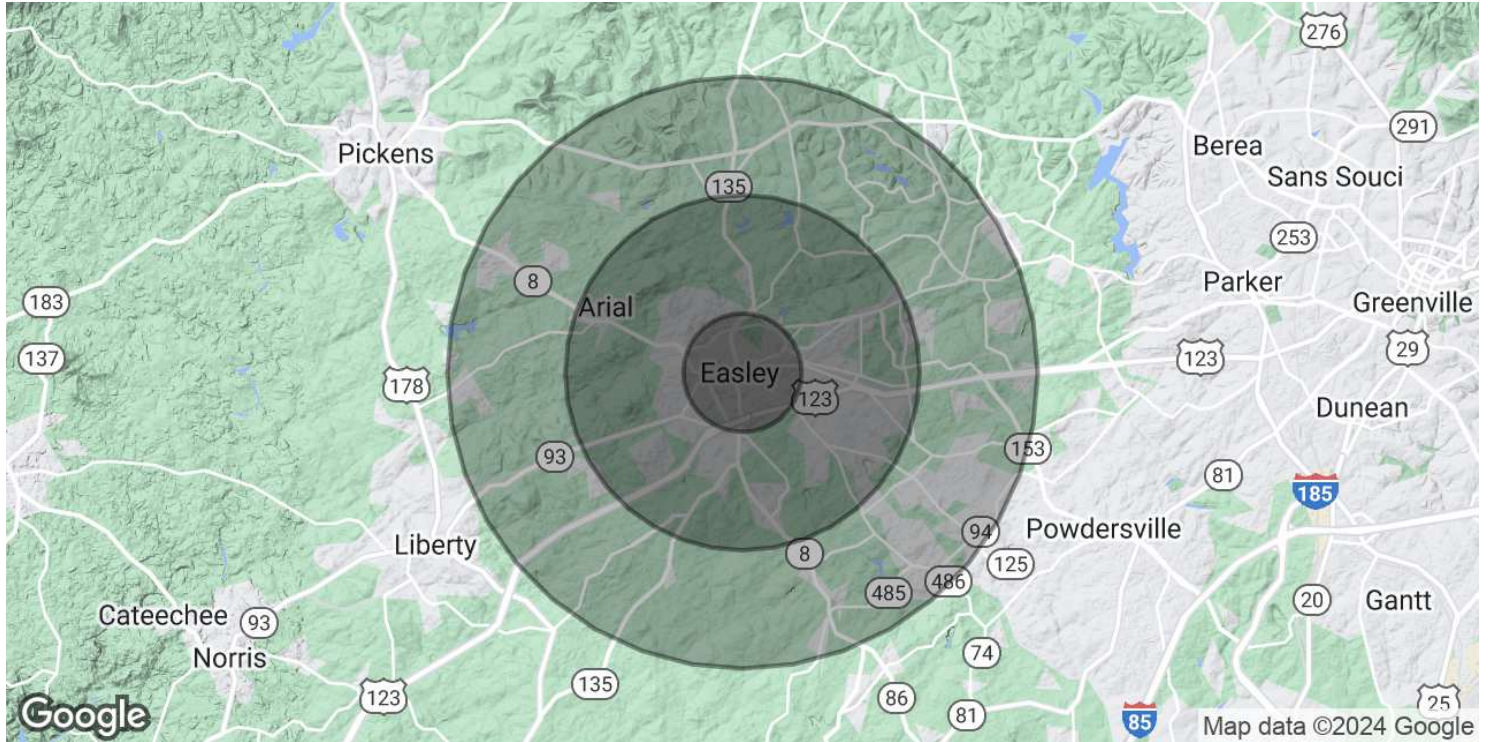 276
291
Berea
Pickens
Sans Souci
135
253
8
Parker
183
Arial
Greenville
29
123
137
Easley
178
123
Dunean
153
93
81
185
94
Powdersville
Liberty
8
125
486
485
20
Gantt
Cateechee
93
74
Norris
135
123
86
25
81
85
Google
Map data ©2024 Google